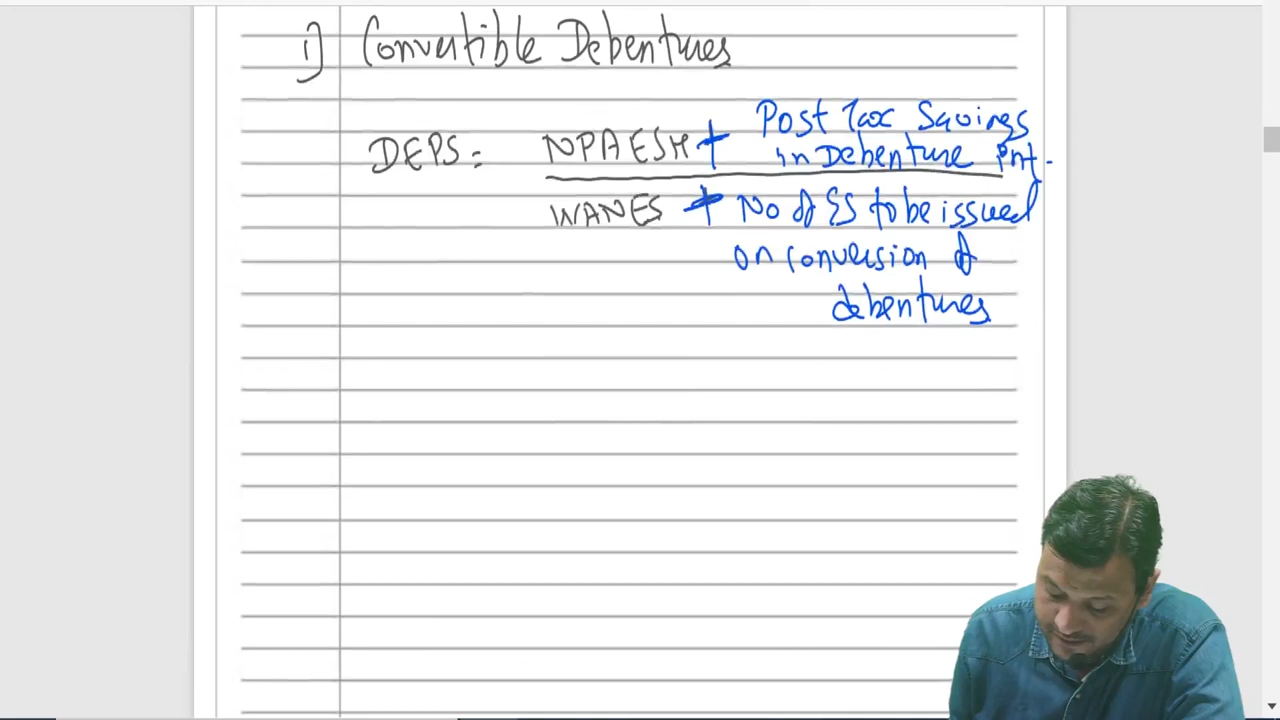 i) Convertible Debentures
DEPS = NPAESH + Post Tax Savings
in Debenture Int.
WANES + No of ES to be issued
on conversion of
debentures